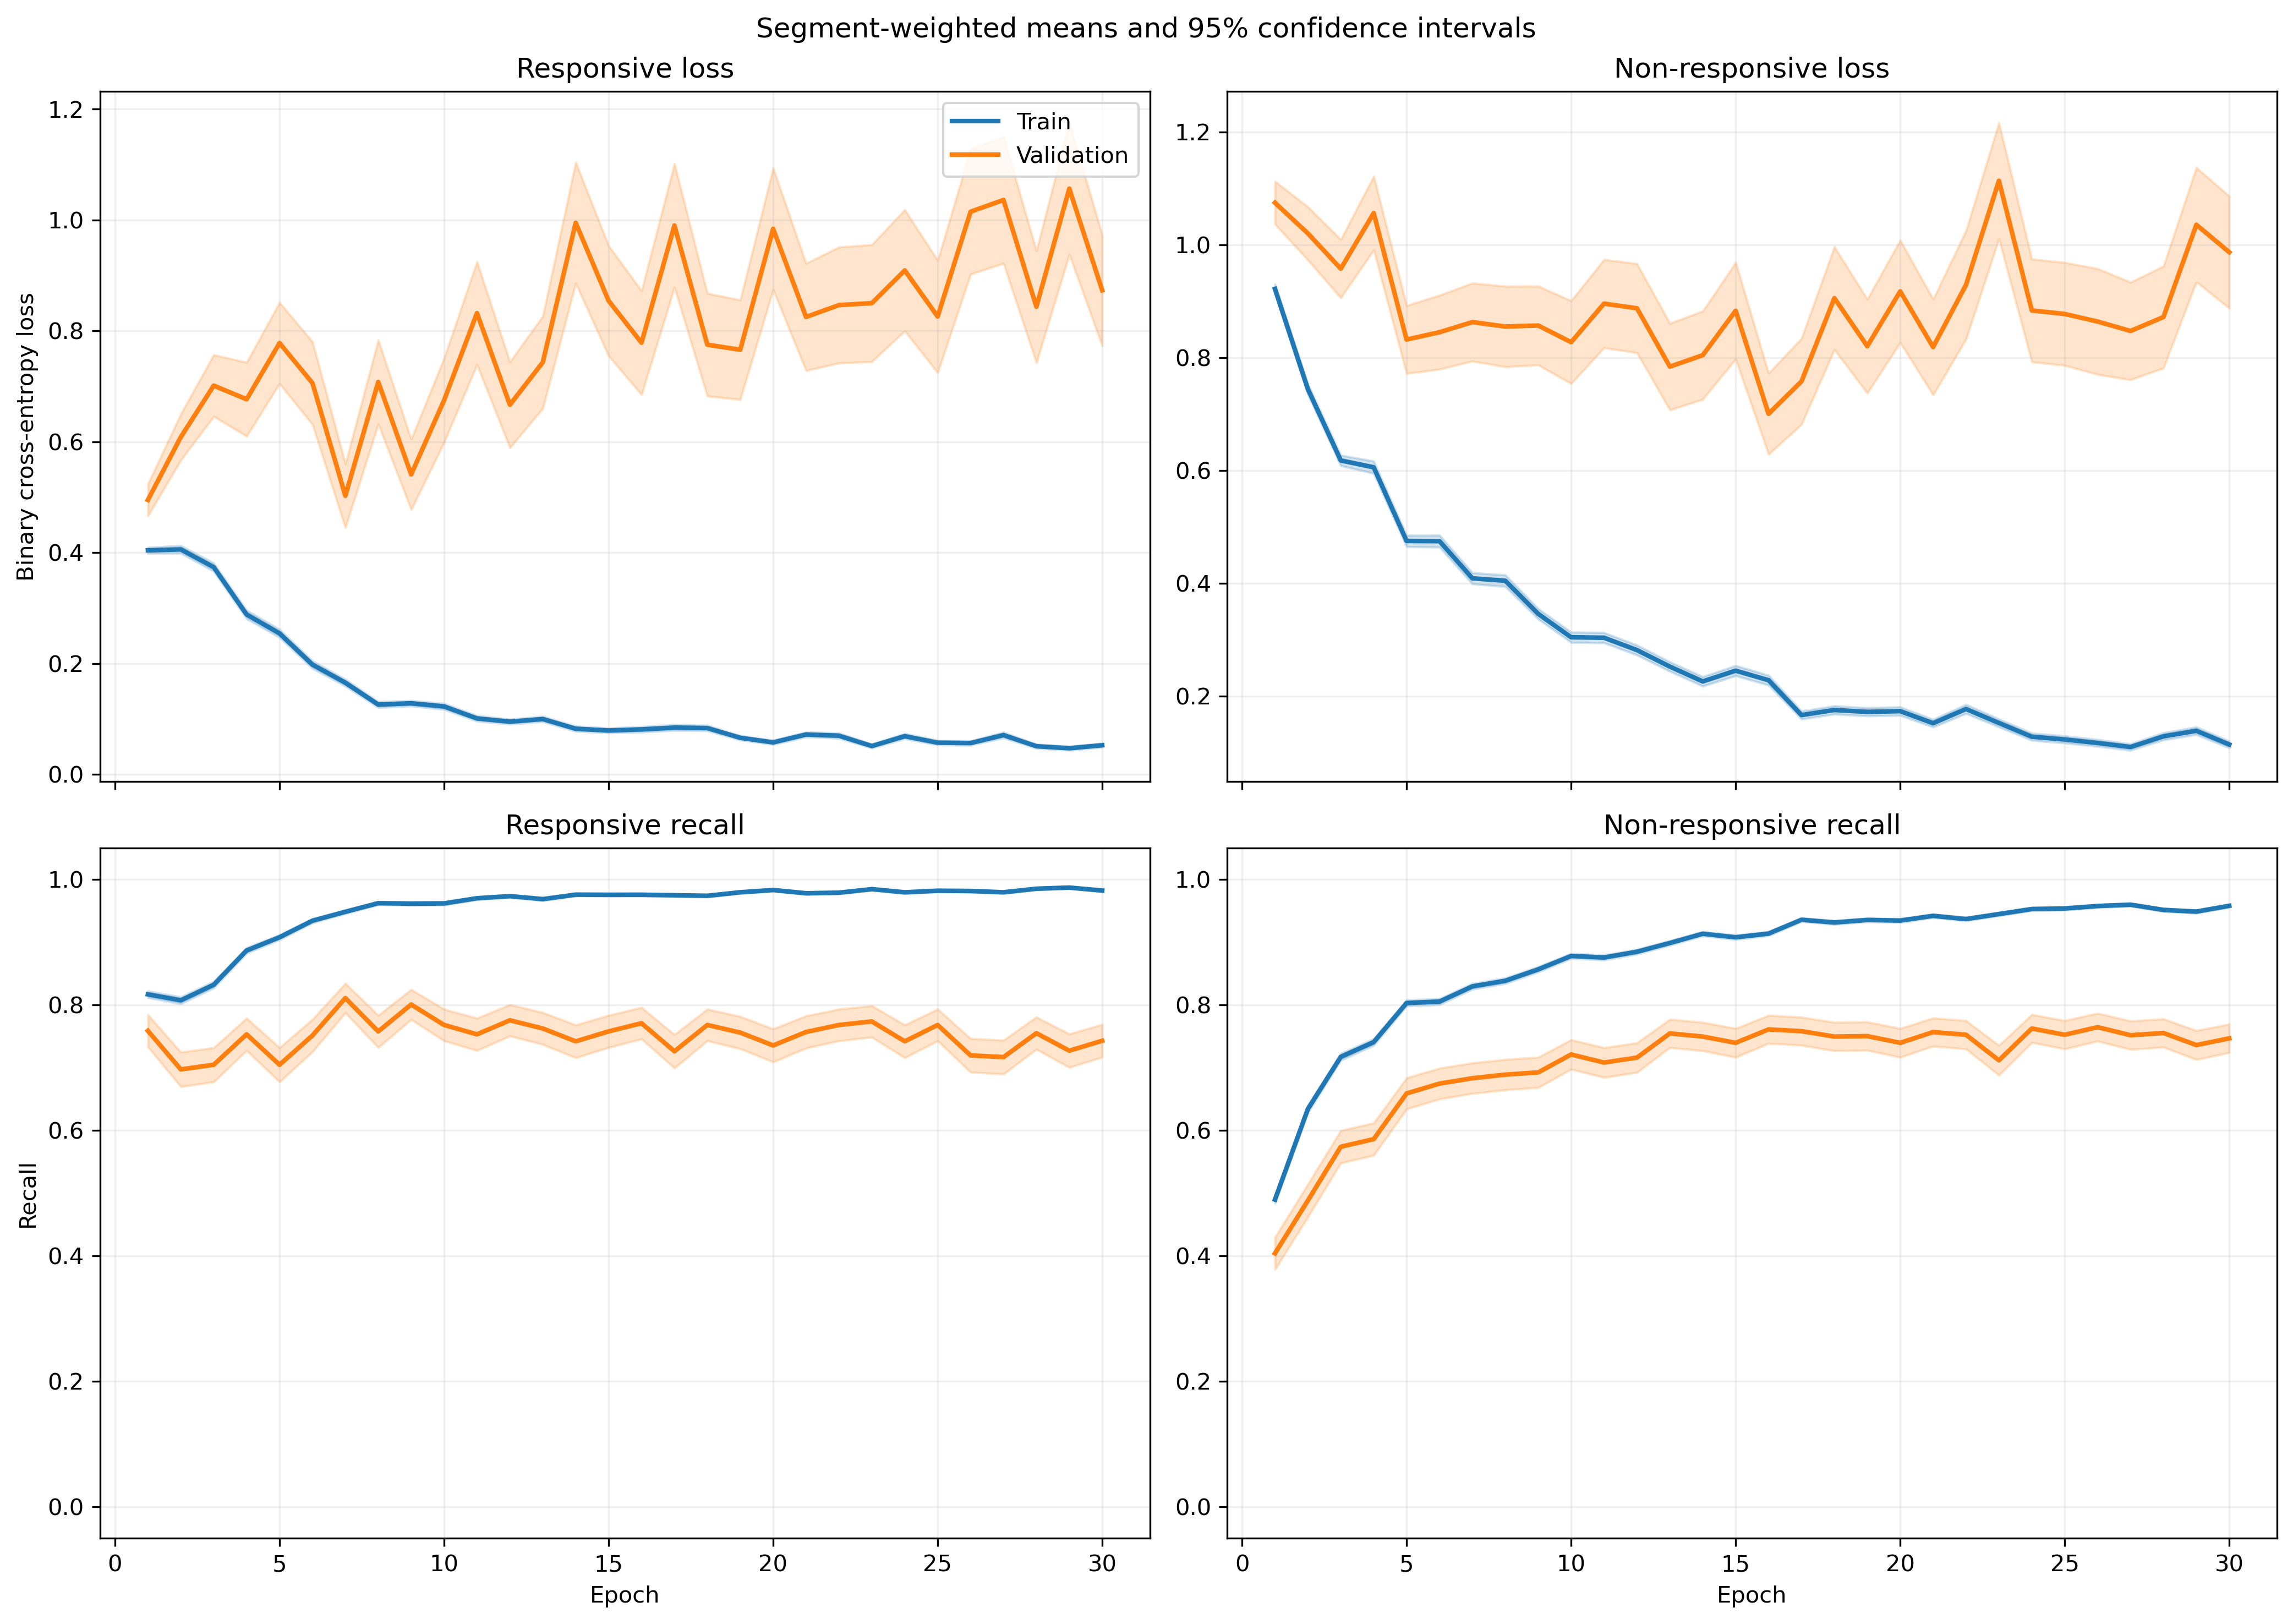 Segment-weighted means and 95% confidence intervals
Responsive loss
Non-responsive loss
Train
Validation
Binary cross-entropy loss
1.2
1.0
0.8
0.6
0.4
0.2
0.0
1.2
1.0
0.8
0.6
0.4
0.2
Responsive recall
Non-responsive recall
Recall
1.0
0.8
0.6
0.4
0.2
0.0
1.0
0.8
0.6
0.4
0.2
0.0
0 5 10 15 20 25 30
0 5 10 15 20 25 30
Epoch
Epoch